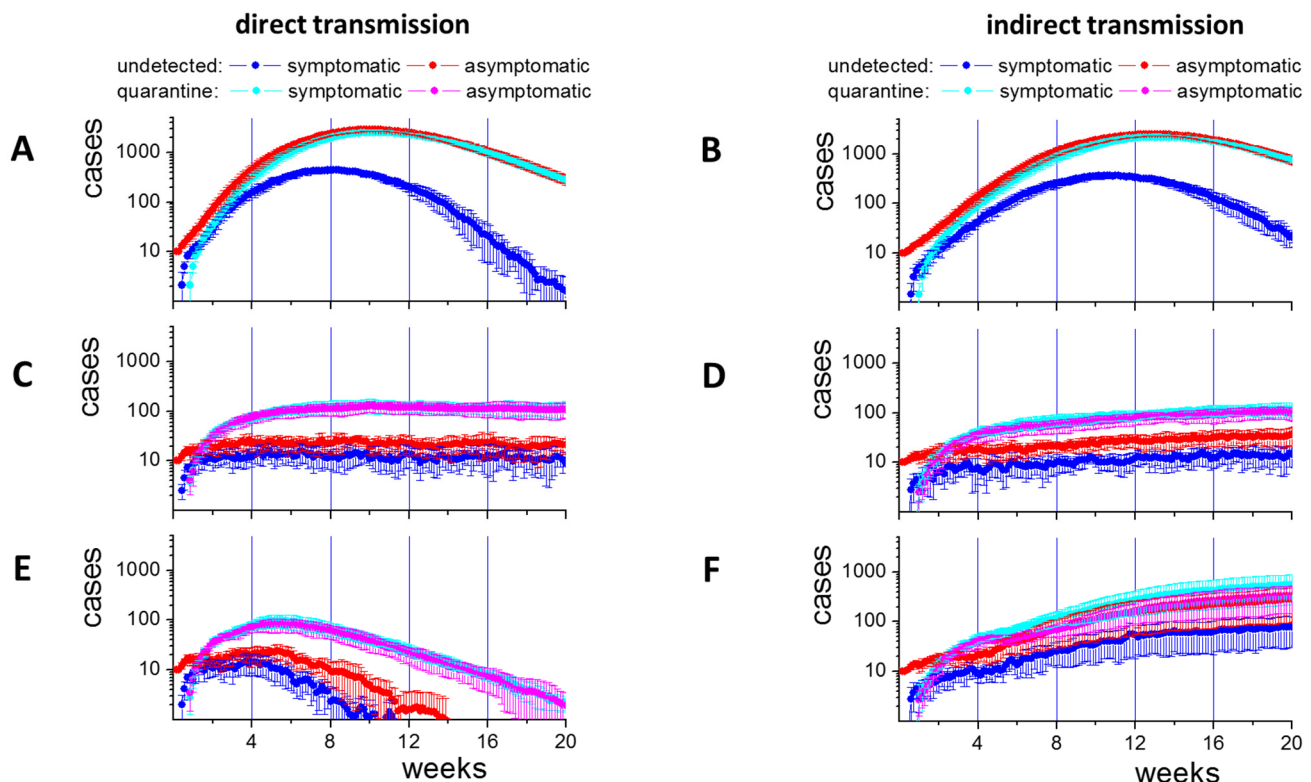 direct transmission
undetected: symptomatic asymptomatic
quarantine: symptomatic asymptomatic
indirect transmission
undetected: symptomatic asymptomatic
quarantine: symptomatic asymptomatic
A
cases
1000
100
10
B
cases
1000
100
10
C
cases
1000
100
10
D
cases
1000
100
10
E
cases
1000
100
10
4 8 12 16 20
weeks
F
cases
1000
100
10
4 8 12 16 20
weeks